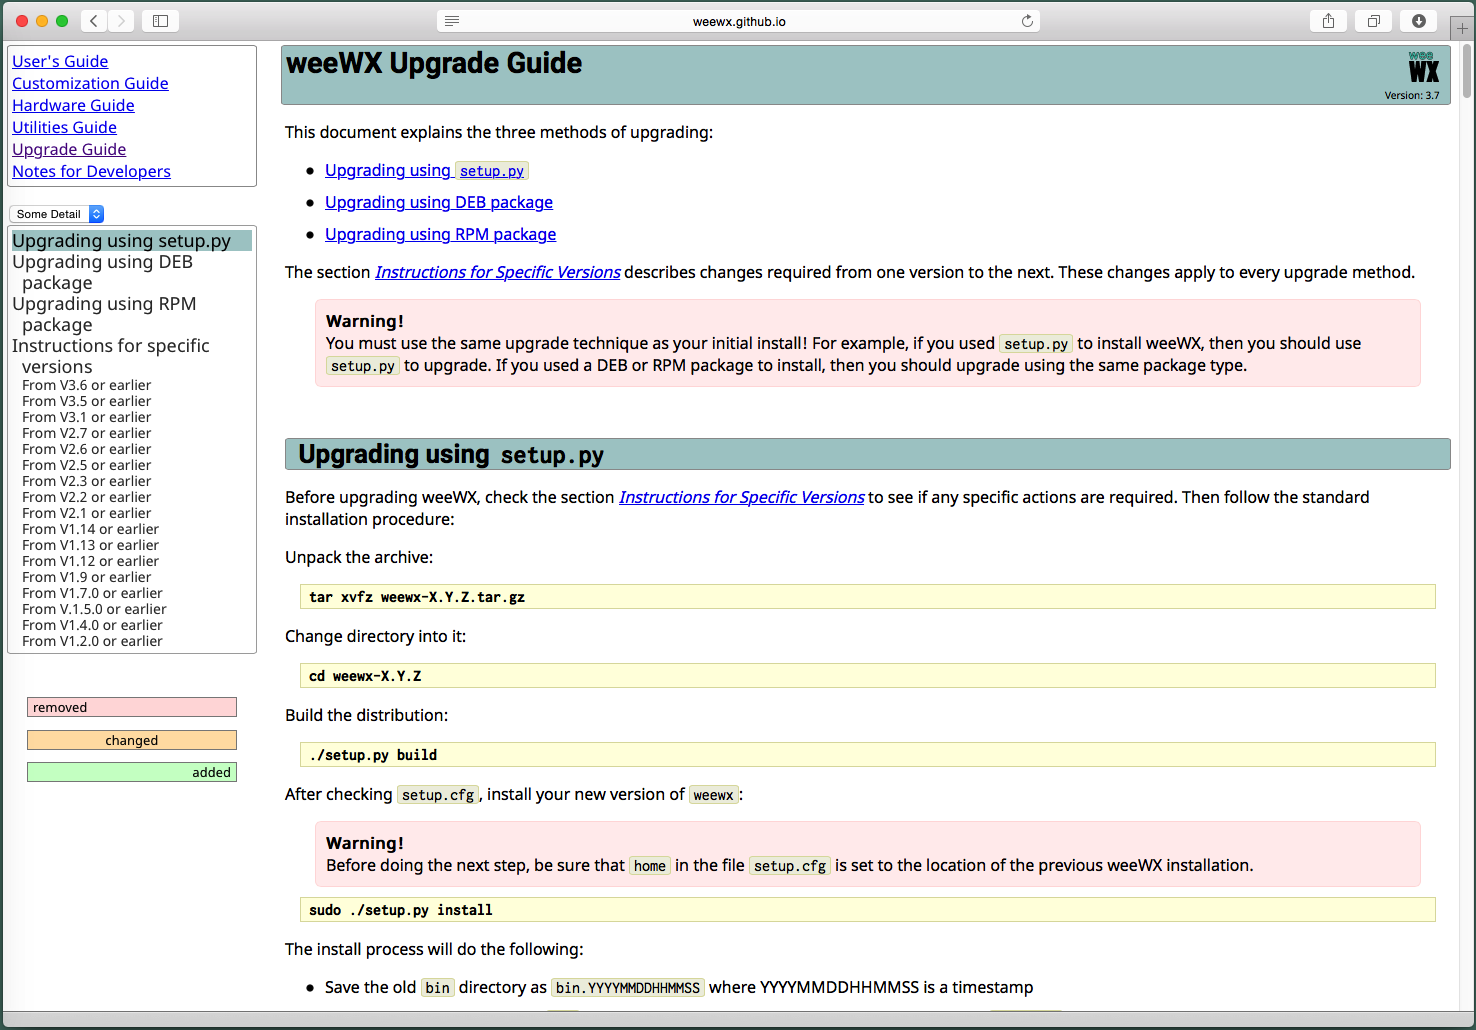 weewx.github.io
User's Guide
Customization Guide
Hardware Guide
Utilities Guide
Upgrade Guide
Notes for Developers
Some Detail
Upgrading using setup.py
Upgrading using DEB
package
Upgrading using RPM
package
Instructions for specific
versions
From V3.6 or earlier
From V3.5 or earlier
From V3.1 or earlier
From V2.7 or earlier
From V2.6 or earlier
From V2.5 or earlier
From V2.3 or earlier
From V2.2 or earlier
From V2.1 or earlier
From V1.14 or earlier
From V1.13 or earlier
From V1.12 or earlier
From V1.9 or earlier
From V1.7.0 or earlier
From V.1.5.0 or earlier
From V1.4.0 or earlier
From V1.2.0 or earlier
removed
changed
added
weeWX Upgrade Guide
wee
WX
Version: 3.7
This document explains the three methods of upgrading:
• Upgrading using setup.py
• Upgrading using DEB package
• Upgrading using RPM package
The section Instructions for Specific Versions describes changes required from one version to the next. These changes apply to every upgrade method.
Warning!
You must use the same upgrade technique as your initial install! For example, if you used setup.py to install weeWX, then you should use
setup.py to upgrade. If you used a DEB or RPM package to install, then you should upgrade using the same package type.
Upgrading using setup.py
Before upgrading weeWX, check the section Instructions for Specific Versions to see if any specific actions are required. Then follow the standard
installation procedure:
Unpack the archive:
tar xvfz weewx-X.Y.Z.tar.gz
Change directory into it:
cd weewx-X.Y.Z
Build the distribution:
./setup.py build
After checking setup.cfg, install your new version of weewx:
Warning!
Before doing the next step, be sure that home in the file setup.cfg is set to the location of the previous weeWX installation.
sudo ./setup.py install
The install process will do the following:
• Save the old bin directory as bin.YYYYMMDDHHMMSS where YYYYMMDDHHMMSS is a timestamp